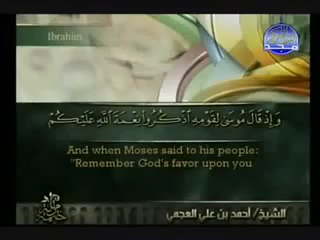 Ibrahim
مجد
وَإِذْ قَالَ مُوسَىٰ لِقَوْمِهِ اذْكُرُوا نِعْمَةَ اللَّهِ عَلَيْكُمْ
And when Moses said to his people:
"Remember God's favor upon you
الشيخ/ أحمد بن علي العجمي